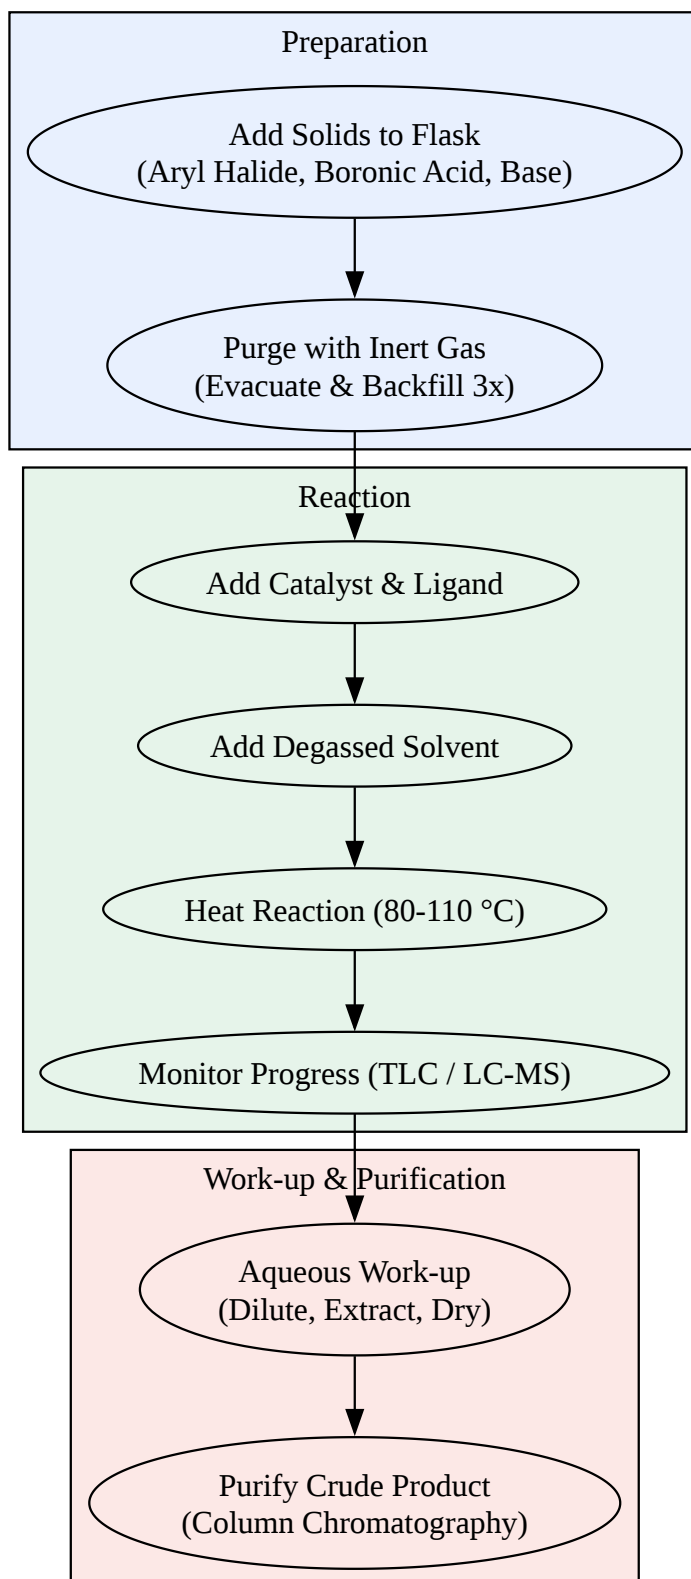 Preparation
Add Solids to Flask
(Aryl Halide, Boronic Acid, Base)
Purge with Inert Gas
(Evacuate & Backfill 3x)
Reaction
Add Catalyst & Ligand
Add Degassed Solvent
Heat Reaction (80-110 °C)
Monitor Progress (TLC / LC-MS)
Work-up & Purification
Aqueous Work-up
(Dilute, Extract, Dry)
Purify Crude Product
(Column Chromatography)